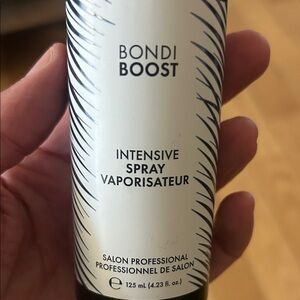 BONDI
BOOST
INTENSIVE
SPRAY
VAPORISATEUR
SALON PROFESSIONAL
PROFESSIONNEL DE SALON
℮ 125 mL (4.23 fl. oz.)